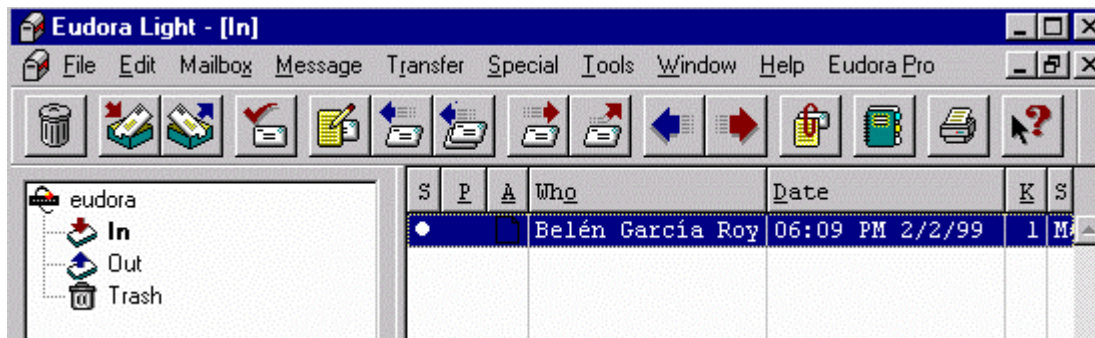 Eudora Light - [In]
File Edit Mailbox Message Transfer Special Tools Window Help Eudora Pro
S P A Who Date K S
eudora
In
Belén García Roy 06:09 PM 2/2/99 1
Out
Trash